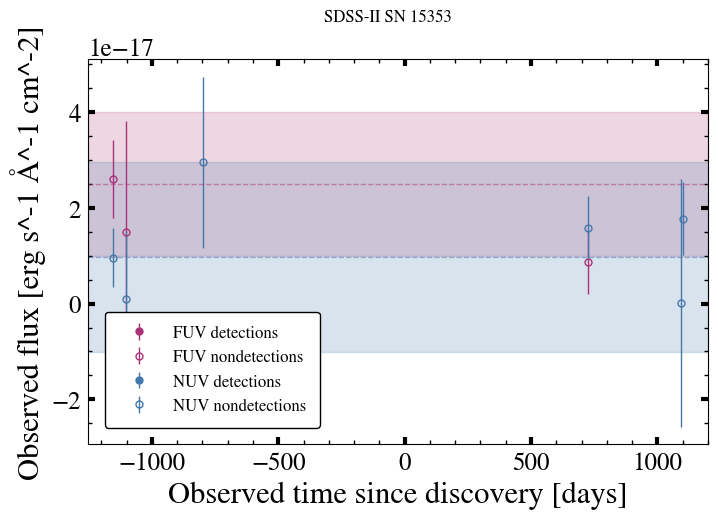 SDSS-II SN 15353
1e−17
Observed flux [erg s^-1 Å^-1 cm^-2]
4
2
0
−2
FUV detections
FUV nondetections
NUV detections
NUV nondetections
−1000 −500 0 500 1000
Observed time since discovery [days]